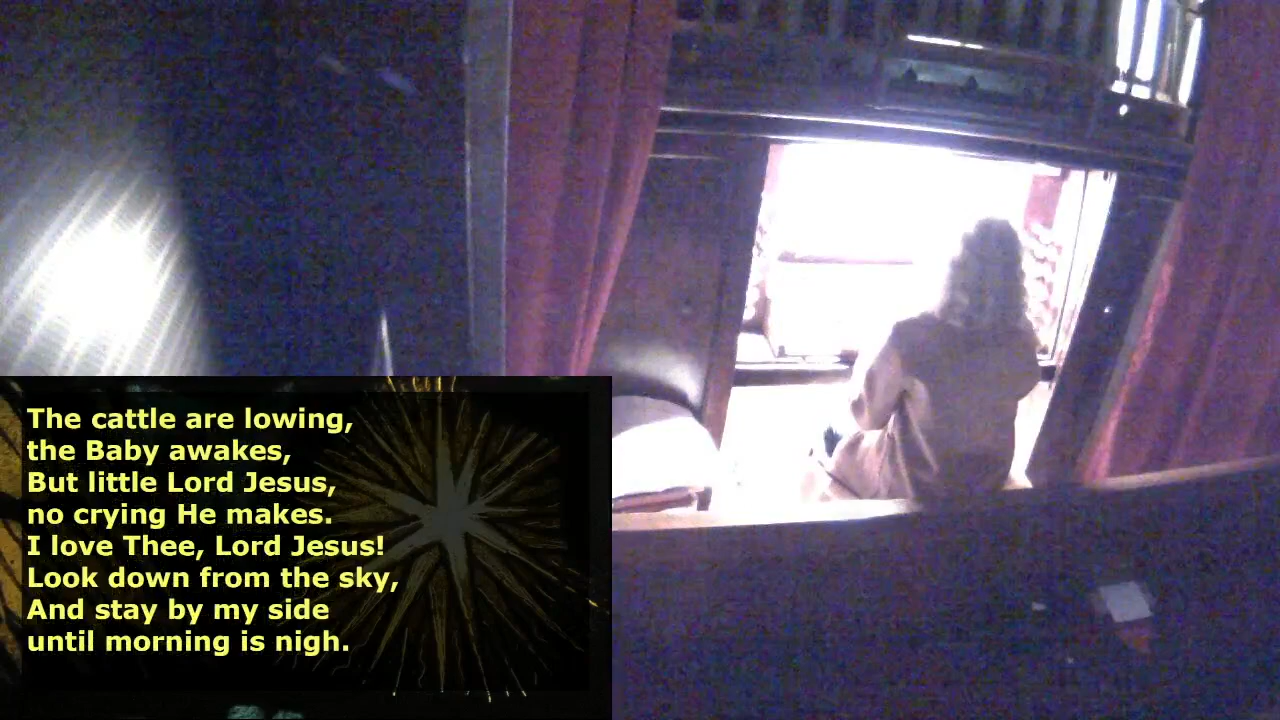 The cattle are lowing,
the Baby awakes,
But little Lord Jesus,
no crying He makes.
I love Thee, Lord Jesus!
Look down from the sky,
And stay by my side
until morning is nigh.